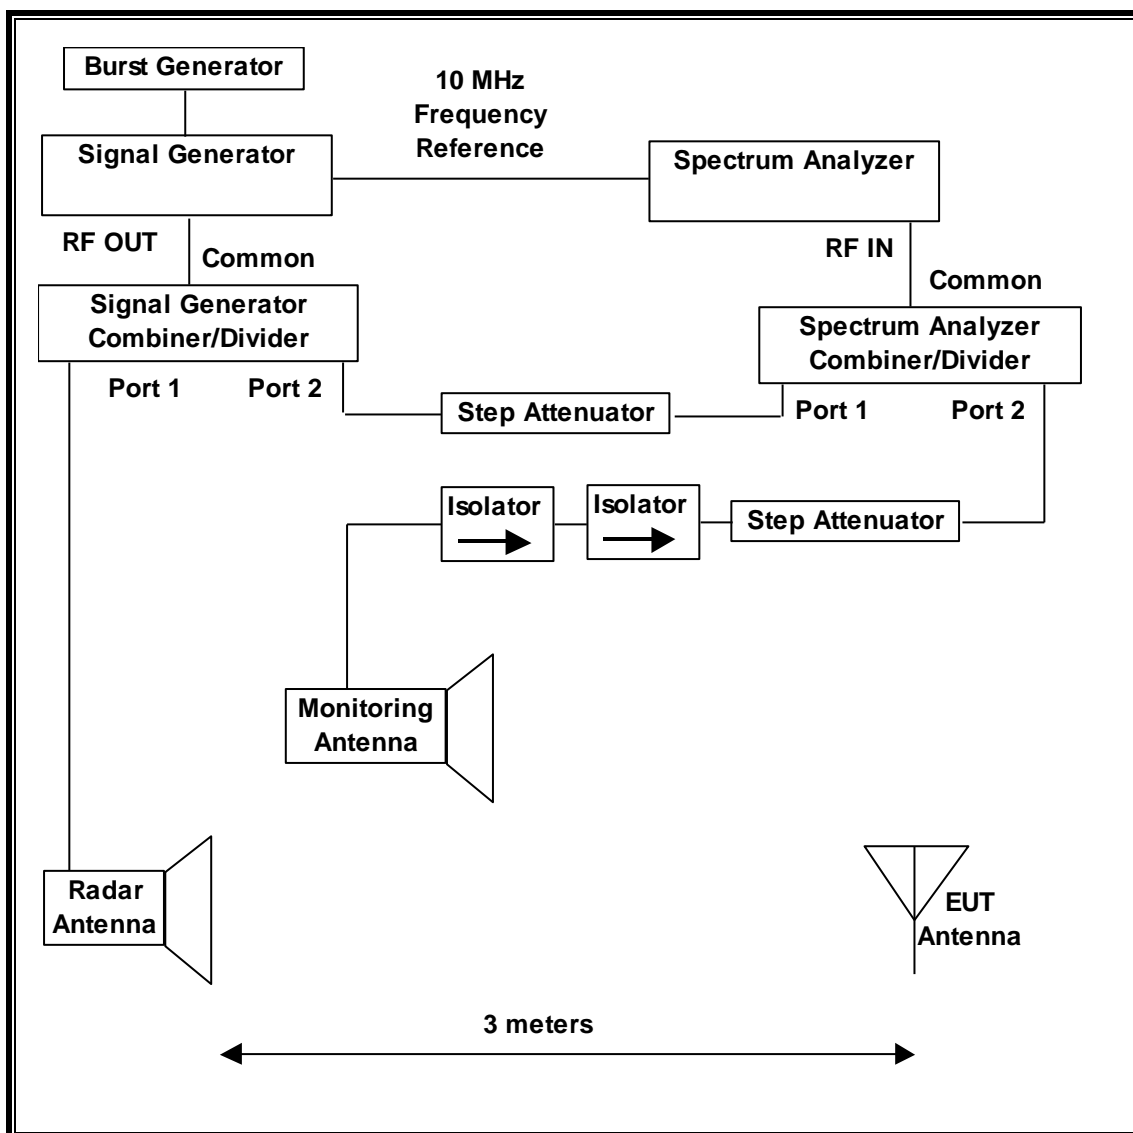 Burst Generator
10 MHz
Frequency
Reference
Signal Generator
Spectrum Analyzer
RF OUT
Common
RF IN
Common
Signal Generator
Combiner/Divider
Spectrum Analyzer
Combiner/Divider
Port 1
Port 2
Step Attenuator
Port 1
Port 2
Isolator
Isolator
Step Attenuator
Monitoring
Antenna
Radar
Antenna
EUT
Antenna
3 meters